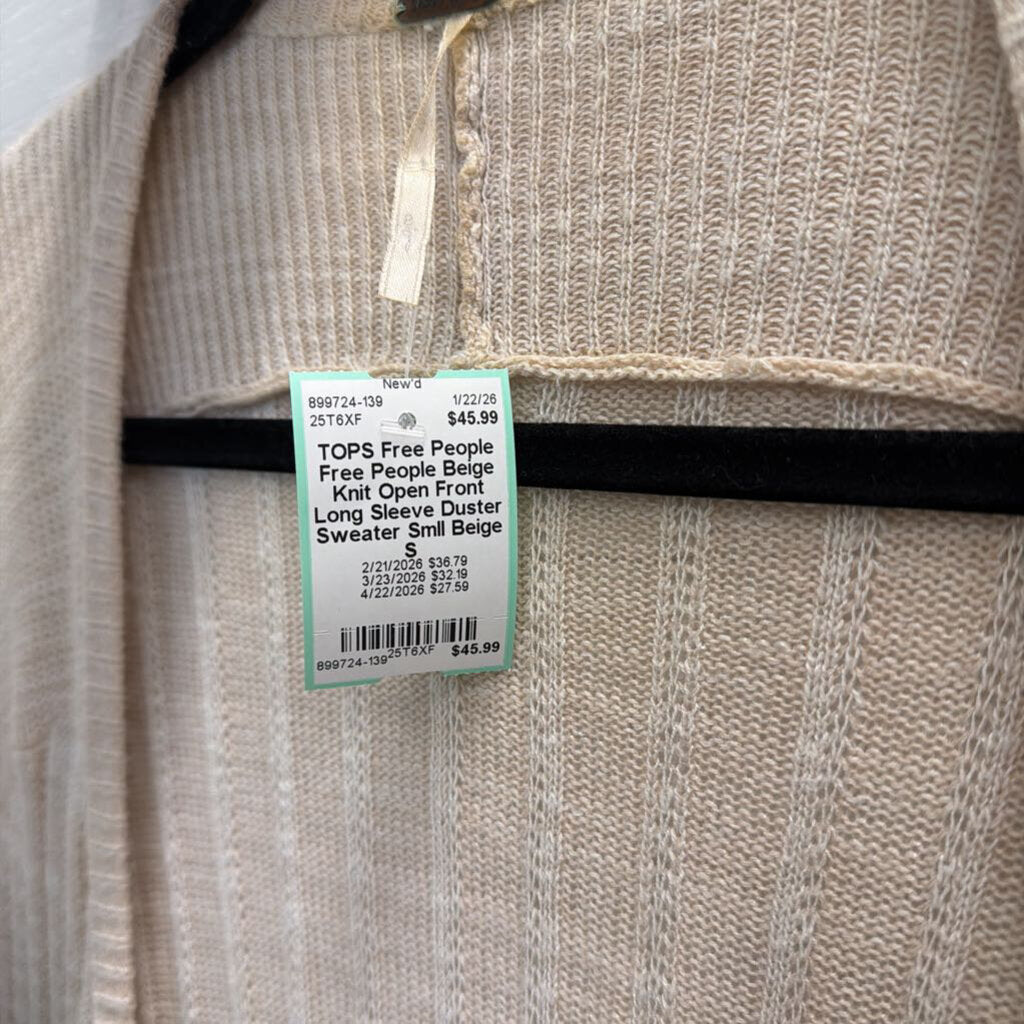 New'd
899724-139 1/22/26
25T6XF $45.99
TOPS Free People
Free People Beige
Knit Open Front
Long Sleeve Duster
Sweater Smll Beige
S
2/21/2026 $36.79
3/23/2026 $32.19
4/22/2026 $27.59
899724-139 25T6XF $45.99